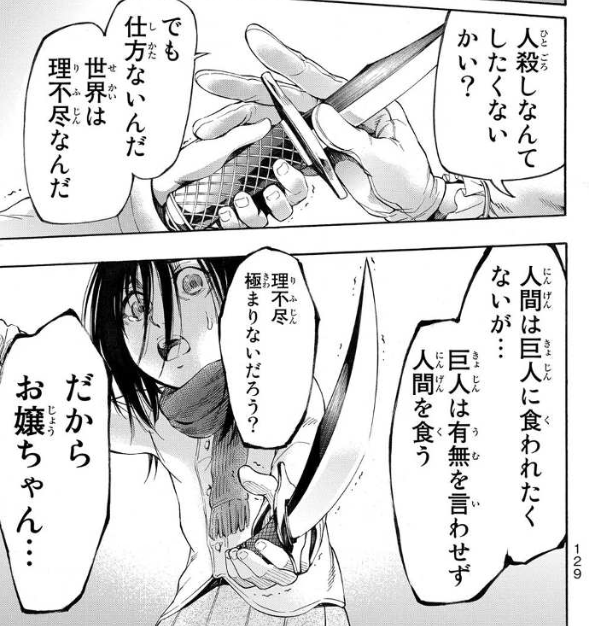 人殺しなんて
したくない
かい?
でも
仕方ないんだ
世界は
理不尽なんだ
人間は巨人に食われたく
ないが…
巨人は有無を言わせず
人間を食う
理不尽
極まりないだろう?
だから
お嬢ちゃん…
129